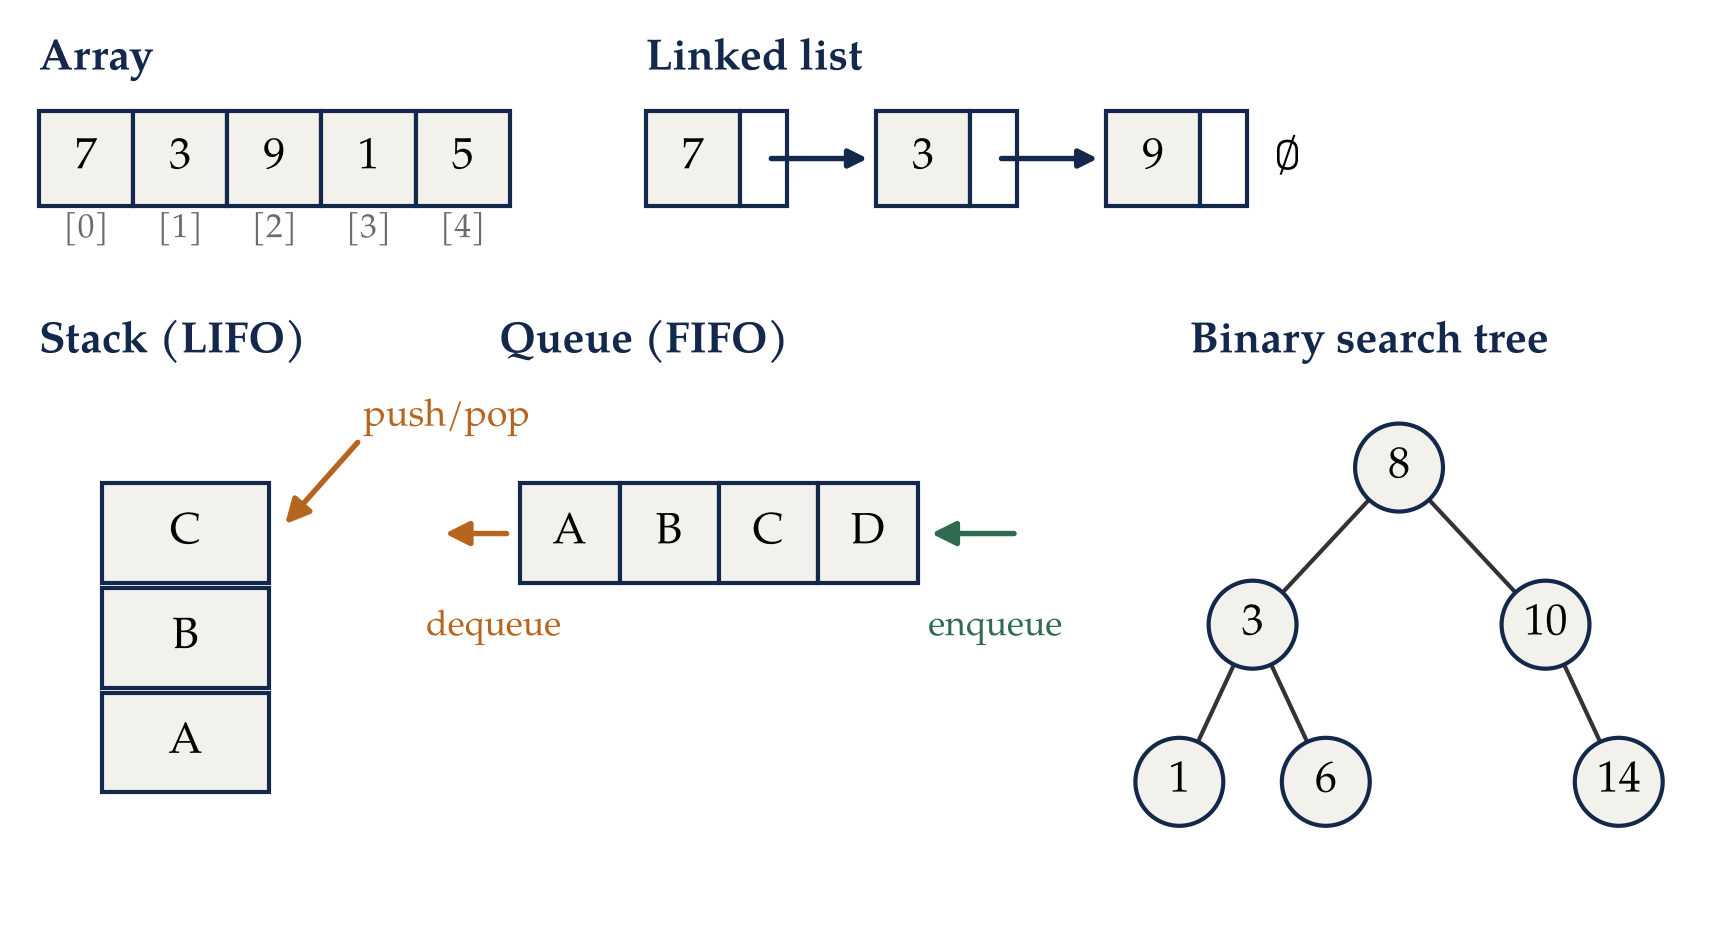 Array
Linked list
7 3 9 1 5
7 3 9 ∅
[0] [1] [2] [3] [4]
Stack (LIFO)
Queue (FIFO)
Binary search tree
push/pop
C
B
A
A B C D
dequeue
enqueue
8
3 10
1 6 14